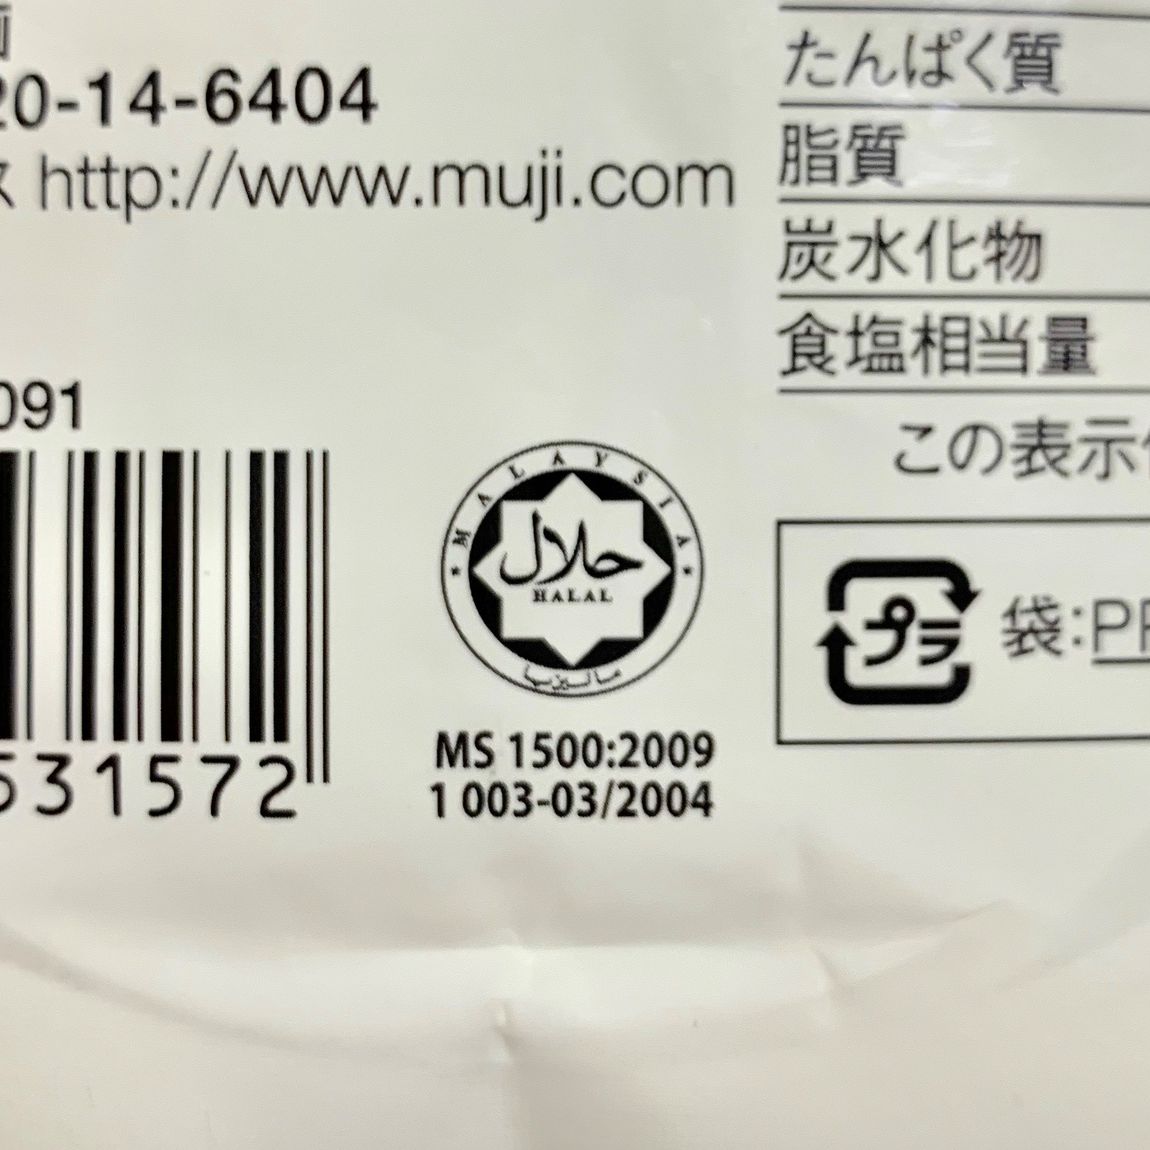 20-14-6404
http://www.muji.com
091
531572
MALAYSIA
حلال
HALAL
ماليزيا
MS 1500:2009
1 003-03/2004
たんぱく質
脂質
炭水化物
食塩相当量
この表示
プラ
袋:PP